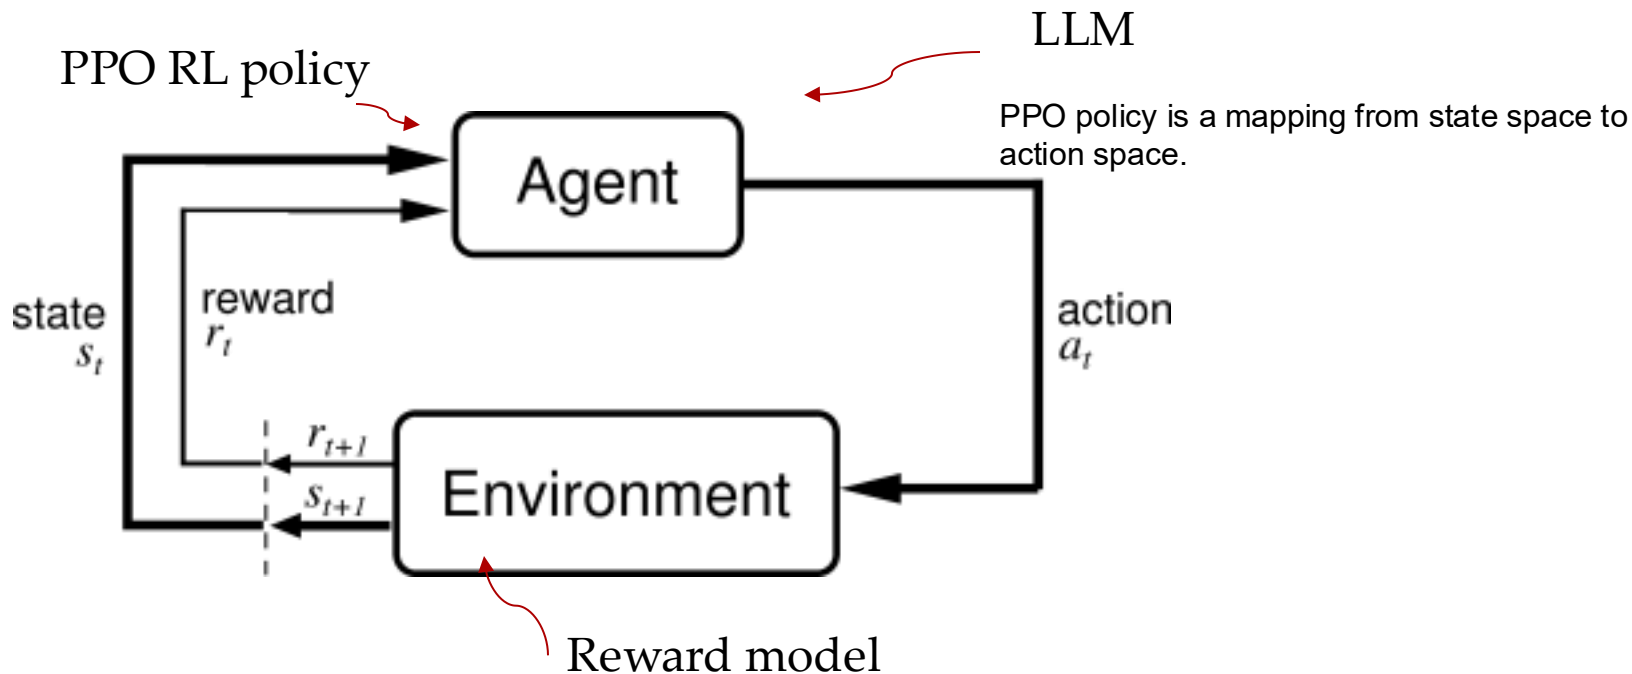 LLM
PPO RL policy
PPO policy is a mapping from state space to
action space.
Agent
state
s_t
reward
r_t
action
a_t
r_{t+1}
s_{t+1}
Environment
Reward model